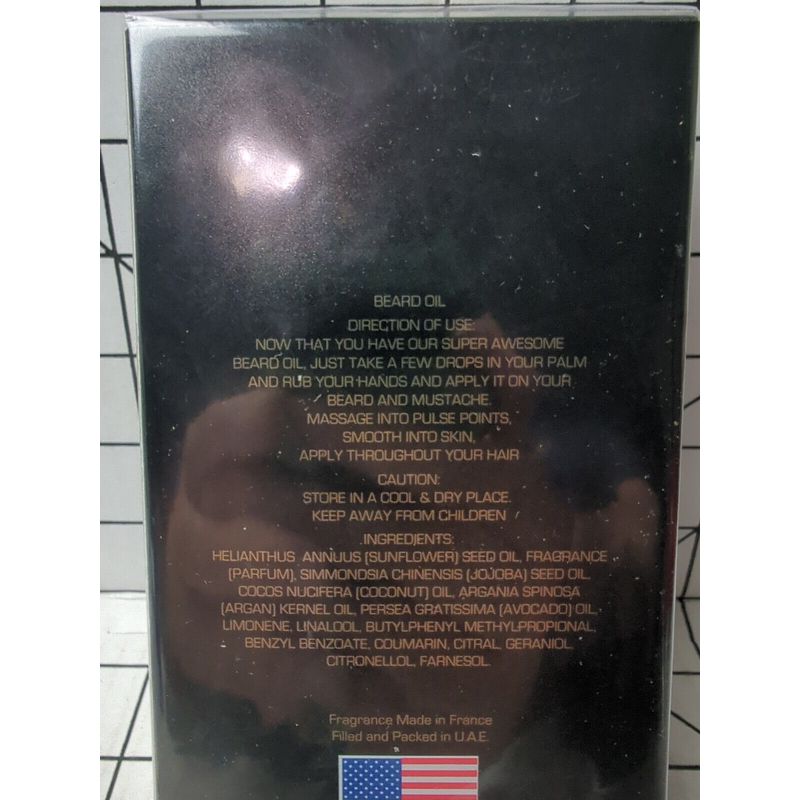 BEARD OIL
DIRECTION OF USE:
NOW THAT YOU HAVE OUR SUPER AWESOME
BEARD OIL, JUST TAKE A FEW DROPS IN YOUR PALM
AND RUB YOUR HANDS AND APPLY IT ON YOUR
BEARD AND MUSTACHE.
MASSAGE INTO PULSE POINTS,
SMOOTH INTO SKIN,
APPLY THROUGHOUT YOUR HAIR
CAUTION:
STORE IN A COOL & DRY PLACE.
KEEP AWAY FROM CHILDREN
INGREDIENTS:
HELIANTHUS ANNUUS (SUNFLOWER) SEED OIL, FRAGRANCE
(PARFUM), SIMMONDSIA CHINENSIS (JOJOBA) SEED OIL,
COCOS NUCIFERA (COCONUT) OIL, ARGANIA SPINOSA
(ARGAN) KERNEL OIL, PERSEA GRATISSIMA (AVOCADO) OIL,
LIMONENE, LINALOOL, BUTYLPHENYL METHYLPROPIONAL,
BENZYL BENZOATE, COUMARIN, CITRAL, GERANIOL,
CITRONELLOL, FARNESOL.
Fragrance Made in France
Filled and Packed in U.A.E.